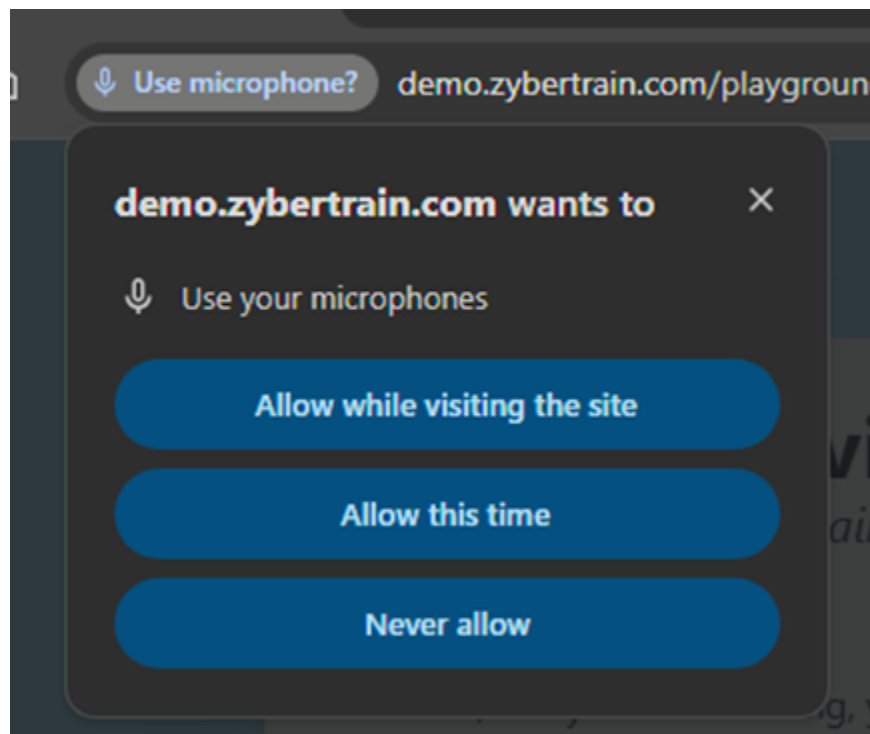 Use microphone? demo.zybertrain.com/playgroun
demo.zybertrain.com wants to
Use your microphones
Allow while visiting the site
Allow this time
Never allow